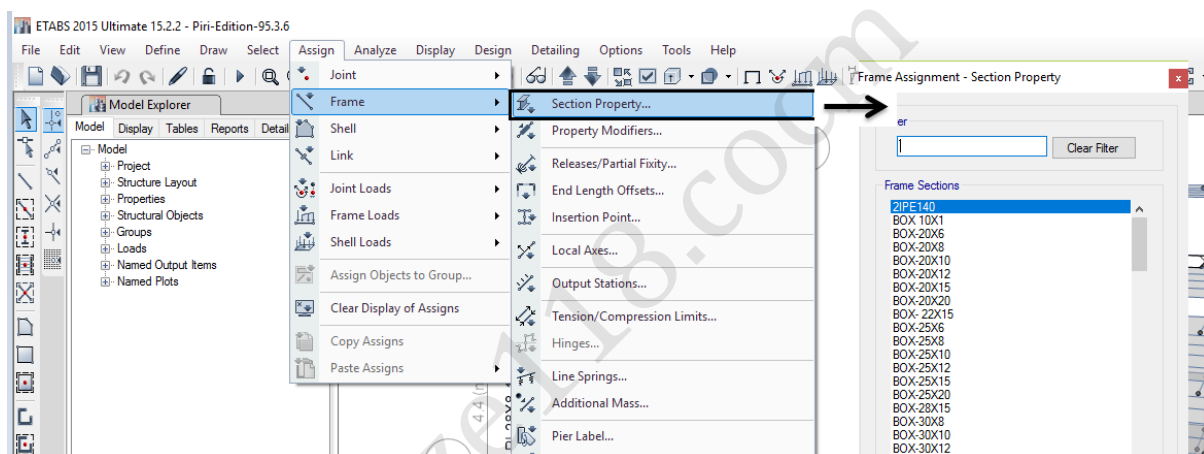 ETABS 2015 Ultimate 15.2.2 - Piri-Edition-95.3.6
File Edit View Define Draw Select Assign Analyze Display Design Detailing Options Tools Help
Model Explorer
Model Display Tables Reports Detail
Model
Project
Structure Layout
Properties
Structural Objects
Groups
Loads
Named Output Items
Named Plots
Joint
Frame
Shell
Link
Joint Loads
Frame Loads
Shell Loads
Assign Objects to Group...
Clear Display of Assigns
Copy Assigns
Paste Assigns
Section Property...
Property Modifiers...
Releases/Partial Fixity...
End Length Offsets...
Insertion Point...
Local Axes...
Output Stations...
Tension/Compression Limits...
Hinges...
Line Springs...
Additional Mass...
Pier Label...
Frame Assignment - Section Property
er
Clear Filter
Frame Sections
2IPE140
BOX 10X1
BOX-20X6
BOX-20X8
BOX-20X10
BOX-20X12
BOX-20X15
BOX-20X20
BOX- 22X15
BOX-25X6
BOX-25X8
BOX-25X10
BOX-25X12
BOX-25X15
BOX-25X20
BOX-28X15
BOX-30X8
BOX-30X10
BOX-30X12